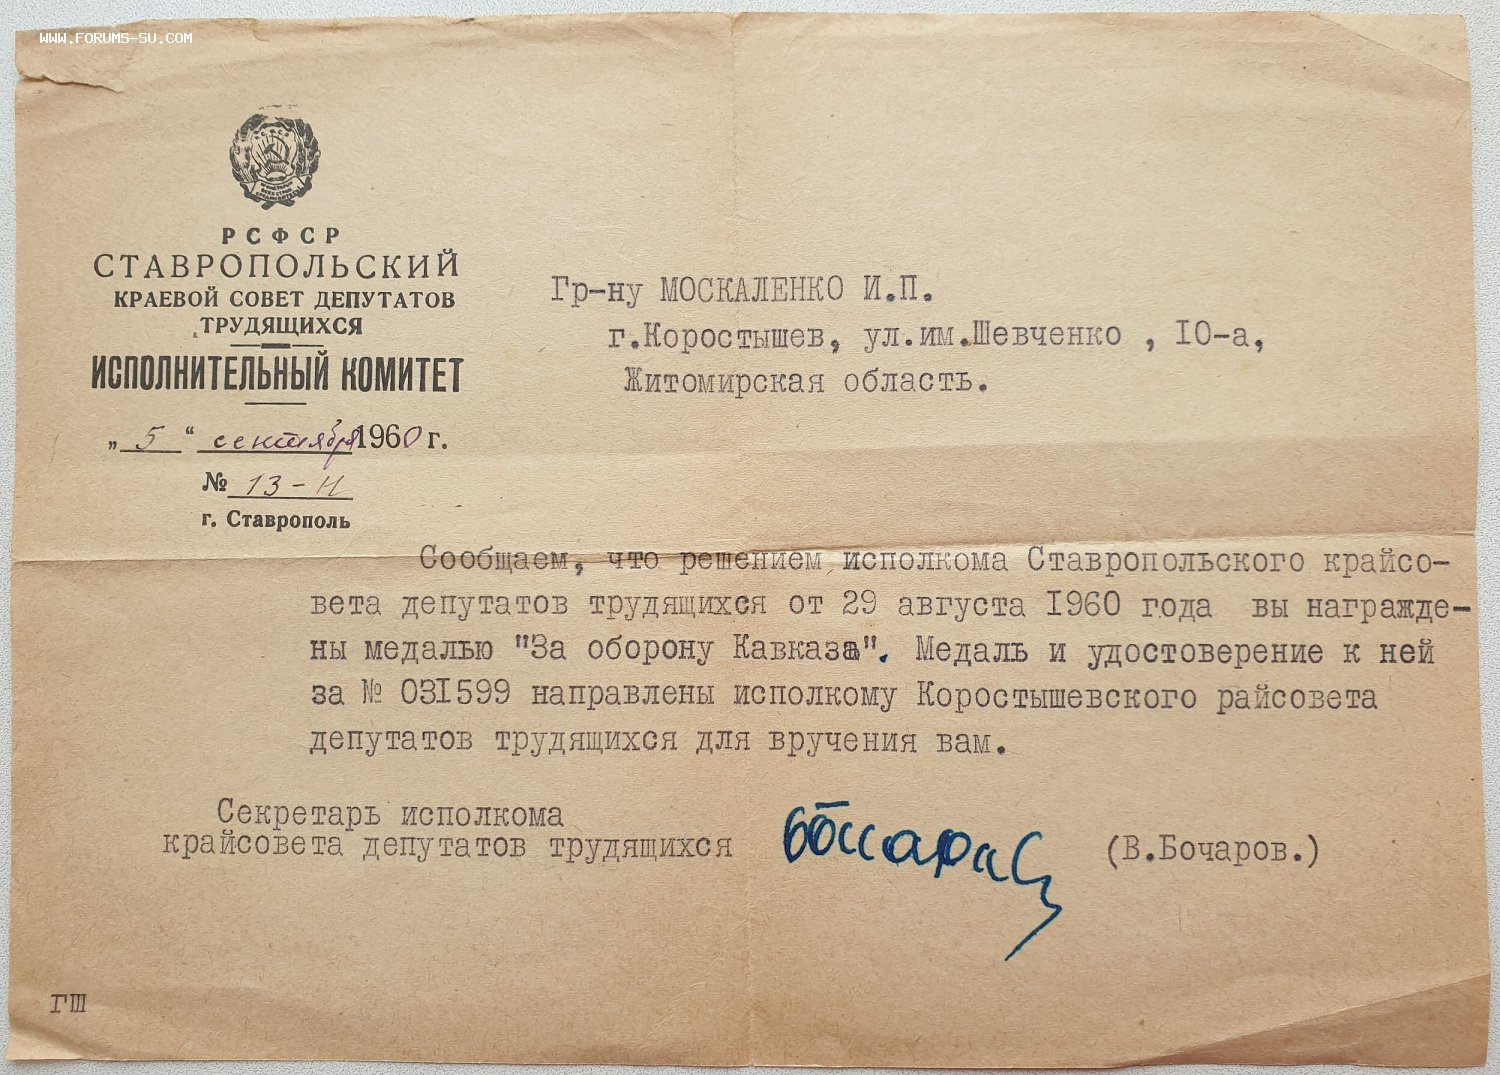 WWW.FORUMS-SU.COM
РСФСР
СТАВРОПОЛЬСКИЙ
КРАЕВОЙ СОВЕТ ДЕПУТАТОВ
ТРУДЯЩИХСЯ
ИСПОЛНИТЕЛЬНЫЙ КОМИТЕТ
„ 5 “ сентября 1960 г.
№ 13-Н
г. Ставрополь
Гр-ну МОСКАЛЕНКО И.П.
г.Коростышев, ул.им.Шевченко , 10-а,
Житомирская область.
Сообщаем, что решением исполкома Ставропольского крайсо-
вета депутатов трудящихся от 29 августа 1960 года вы награжде-
ны медалью "За оборону Кавказа". Медаль и удостоверение к ней
за № 031599 направлены исполкому Коростышевского райсовета
депутатов трудящихся для вручения вам.
Секретарь исполкома
крайсовета депутатов трудящихся
(В.Бочаров.)
ГШ